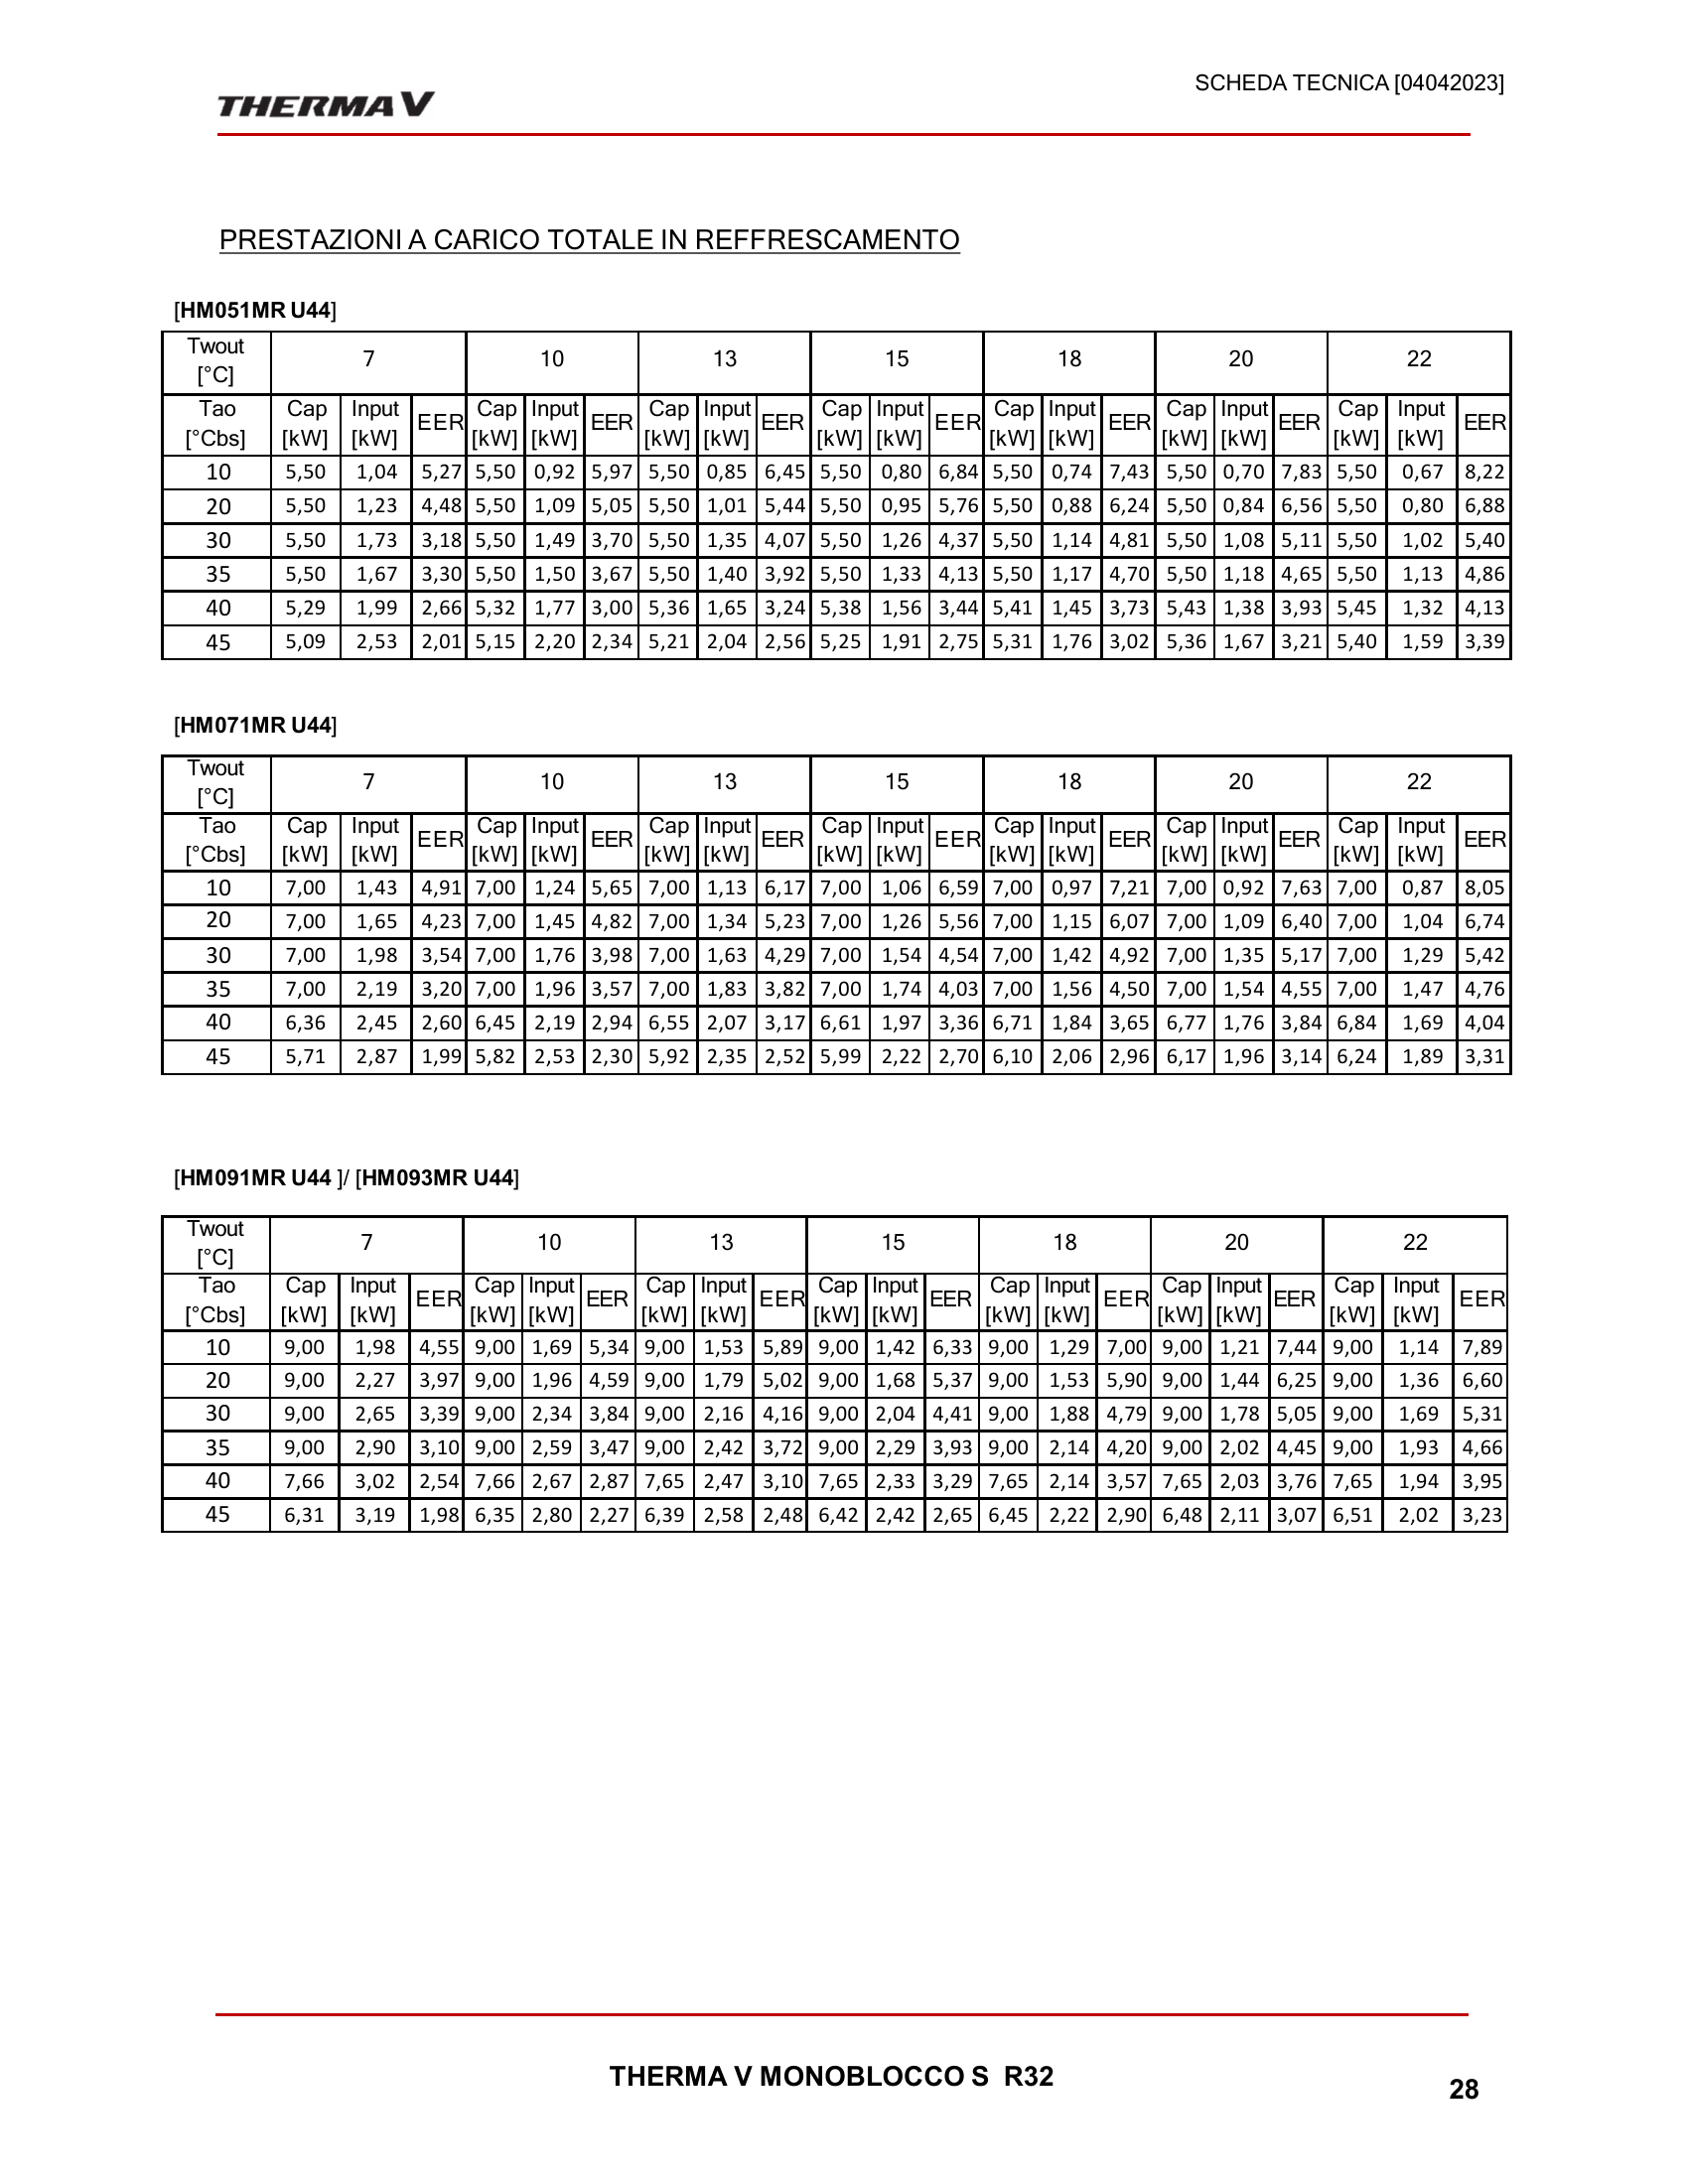 SCHEDA TECNICA [04042023]
THERMA V
PRESTAZIONI A CARICO TOTALE IN REFFRESCAMENTO
[HM051MR U44]
Twout [°C] 7 10 13 15 18 20 22
Tao [°Cbs] Cap [kW] Input [kW] EER Cap [kW] Input [kW] EER Cap [kW] Input [kW] EER Cap [kW] Input [kW] EER Cap [kW] Input [kW] EER Cap [kW] Input [kW] EER Cap [kW] Input [kW] EER
10 5,50 1,04 5,27 5,50 0,92 5,97 5,50 0,85 6,45 5,50 0,80 6,84 5,50 0,74 7,43 5,50 0,70 7,83 5,50 0,67 8,22
20 5,50 1,23 4,48 5,50 1,09 5,05 5,50 1,01 5,44 5,50 0,95 5,76 5,50 0,88 6,24 5,50 0,84 6,56 5,50 0,80 6,88
30 5,50 1,73 3,18 5,50 1,49 3,70 5,50 1,35 4,07 5,50 1,26 4,37 5,50 1,14 4,81 5,50 1,08 5,11 5,50 1,02 5,40
35 5,50 1,67 3,30 5,50 1,50 3,67 5,50 1,40 3,92 5,50 1,33 4,13 5,50 1,17 4,70 5,50 1,18 4,65 5,50 1,13 4,86
40 5,29 1,99 2,66 5,32 1,77 3,00 5,36 1,65 3,24 5,38 1,56 3,44 5,41 1,45 3,73 5,43 1,38 3,93 5,45 1,32 4,13
45 5,09 2,53 2,01 5,15 2,20 2,34 5,21 2,04 2,56 5,25 1,91 2,75 5,31 1,76 3,02 5,36 1,67 3,21 5,40 1,59 3,39
[HM071MR U44]
Twout [°C] 7 10 13 15 18 20 22
Tao [°Cbs] Cap [kW] Input [kW] EER Cap [kW] Input [kW] EER Cap [kW] Input [kW] EER Cap [kW] Input [kW] EER Cap [kW] Input [kW] EER Cap [kW] Input [kW] EER Cap [kW] Input [kW] EER
10 7,00 1,43 4,91 7,00 1,24 5,65 7,00 1,13 6,17 7,00 1,06 6,59 7,00 0,97 7,21 7,00 0,92 7,63 7,00 0,87 8,05
20 7,00 1,65 4,23 7,00 1,45 4,82 7,00 1,34 5,23 7,00 1,26 5,56 7,00 1,15 6,07 7,00 1,09 6,40 7,00 1,04 6,74
30 7,00 1,98 3,54 7,00 1,76 3,98 7,00 1,63 4,29 7,00 1,54 4,54 7,00 1,42 4,92 7,00 1,35 5,17 7,00 1,29 5,42
35 7,00 2,19 3,20 7,00 1,96 3,57 7,00 1,83 3,82 7,00 1,74 4,03 7,00 1,56 4,50 7,00 1,54 4,55 7,00 1,47 4,76
40 6,36 2,45 2,60 6,45 2,19 2,94 6,55 2,07 3,17 6,61 1,97 3,36 6,71 1,84 3,65 6,77 1,76 3,84 6,84 1,69 4,04
45 5,71 2,87 1,99 5,82 2,53 2,30 5,92 2,35 2,52 5,99 2,22 2,70 6,10 2,06 2,96 6,17 1,96 3,14 6,24 1,89 3,31
[HM091MR U44 ]/ [HM093MR U44]
Twout [°C] 7 10 13 15 18 20 22
Tao [°Cbs] Cap [kW] Input [kW] EER Cap [kW] Input [kW] EER Cap [kW] Input [kW] EER Cap [kW] Input [kW] EER Cap [kW] Input [kW] EER Cap [kW] Input [kW] EER Cap [kW] Input [kW] EER
10 9,00 1,98 4,55 9,00 1,69 5,34 9,00 1,53 5,89 9,00 1,42 6,33 9,00 1,29 7,00 9,00 1,21 7,44 9,00 1,14 7,89
20 9,00 2,27 3,97 9,00 1,96 4,59 9,00 1,79 5,02 9,00 1,68 5,37 9,00 1,53 5,90 9,00 1,44 6,25 9,00 1,36 6,60
30 9,00 2,65 3,39 9,00 2,34 3,84 9,00 2,16 4,16 9,00 2,04 4,41 9,00 1,88 4,79 9,00 1,78 5,05 9,00 1,69 5,31
35 9,00 2,90 3,10 9,00 2,59 3,47 9,00 2,42 3,72 9,00 2,29 3,93 9,00 2,14 4,20 9,00 2,02 4,45 9,00 1,93 4,66
40 7,66 3,02 2,54 7,66 2,67 2,87 7,65 2,47 3,10 7,65 2,33 3,29 7,65 2,14 3,57 7,65 2,03 3,76 7,65 1,94 3,95
45 6,31 3,19 1,98 6,35 2,80 2,27 6,39 2,58 2,48 6,42 2,42 2,65 6,45 2,22 2,90 6,48 2,11 3,07 6,51 2,02 3,23
THERMA V MONOBLOCCO S R32
28